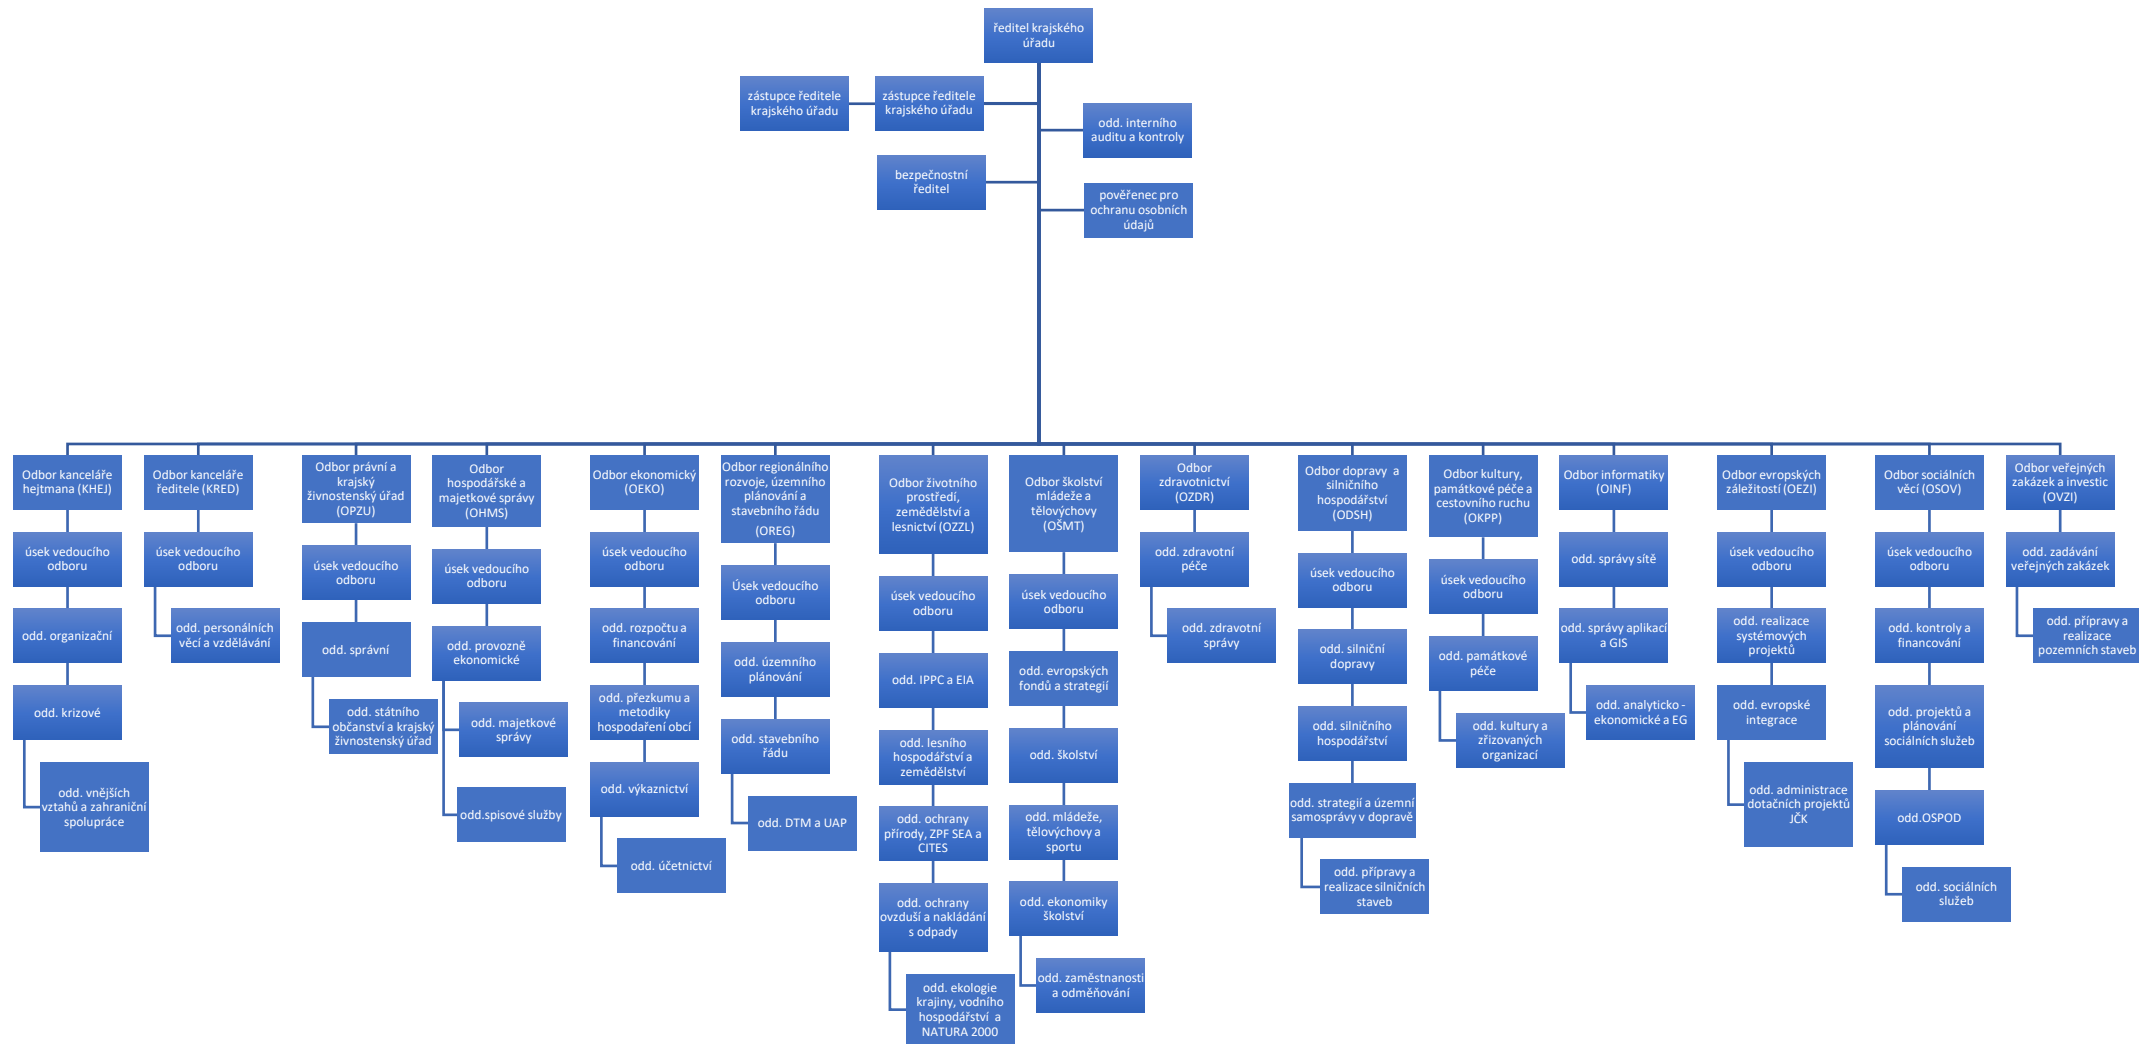 ředitel krajského
úřadu
zástupce ředitele
krajského úřadu
zástupce ředitele
krajského úřadu
odd. interního
auditu a kontroly
bezpečnostní
ředitel
pověřenec pro
ochranu osobních
údajů
Odbor kanceláře
hejtmana (KHEJ)
úsek vedoucího
odboru
odd. organizační
odd. krizové
odd. vnějších
vztahů a zahraniční
spolupráce
Odbor kanceláře
ředitele (KRED)
úsek vedoucího
odboru
odd. personálních
věcí a vzdělávání
Odbor právní a
krajský
živnostenský úřad
(OPZU)
úsek vedoucího
odboru
odd. správní
odd. státního
občanství a krajský
živnostenský úřad
Odbor
hospodářské a
majetkové správy
(OHMS)
úsek vedoucího
odboru
odd. provozně
ekonomické
odd. majetkové
správy
odd.spisové služby
Odbor ekonomický
(OEKO)
úsek vedoucího
odboru
odd. rozpočtu a
financování
odd. přezkumu a
metodiky
hospodaření obcí
odd. výkaznictví
odd. účetnictví
Odbor regionálního
rozvoje, územního
plánování a
stavebního řádu
(OREG)
Úsek vedoucího
odboru
odd. územního
plánování
odd. stavebního
řádu
odd. DTM a UAP
Odbor životního
prostředí,
zemědělství a
lesnictví (OZZL)
úsek vedoucího
odboru
odd. IPPC a EIA
odd. lesního
hospodářství a
zemědělství
odd. ochrany
přírody, ZPF SEA a
CITES
odd. ochrany
ovzduší a nakládání
s odpady
odd. ekologie
krajiny, vodního
hospodářství a
NATURA 2000
Odbor školství
mládeže a
tělovýchovy
(OŠMT)
úsek vedoucího
odboru
odd. evropských
fondů a strategií
odd. školství
odd. mládeže,
tělovýchovy a
sportu
odd. ekonomiky
školství
odd. zaměstnanosti
a odměňování
Odbor
zdravotnictví
(OZDR)
odd. zdravotní
péče
odd. zdravotní
správy
Odbor dopravy a
silničního
hospodářství
(ODSH)
úsek vedoucího
odboru
odd. silniční
dopravy
odd. silničního
hospodářství
odd. strategií a územní
samosprávy v dopravě
odd. přípravy a
realizace silničních
staveb
Odbor kultury,
památkové péče a
cestovního ruchu
(OKPP)
úsek vedoucího
odboru
odd. památkové
péče
odd. kultury a
zřizovaných
organizací
Odbor informatiky
(OINF)
odd. správy sítě
odd. správy aplikací
a GIS
odd. analyticko -
ekonomické a EG
Odbor evropských
záležitostí (OEZI)
úsek vedoucího
odboru
odd. realizace
systémových
projektů
odd. evropské
integrace
odd. administrace
dotačních projektů
JČK
Odbor sociálních
věcí (OSOV)
úsek vedoucího
odboru
odd. kontroly a
financování
odd. projektů a
plánování
sociálních služeb
odd.OSPOD
odd. sociálních
služeb
Odbor veřejných
zakázek a investic
(OVZI)
odd. zadávání
veřejných zakázek
odd. přípravy a
realizace
pozemních staveb